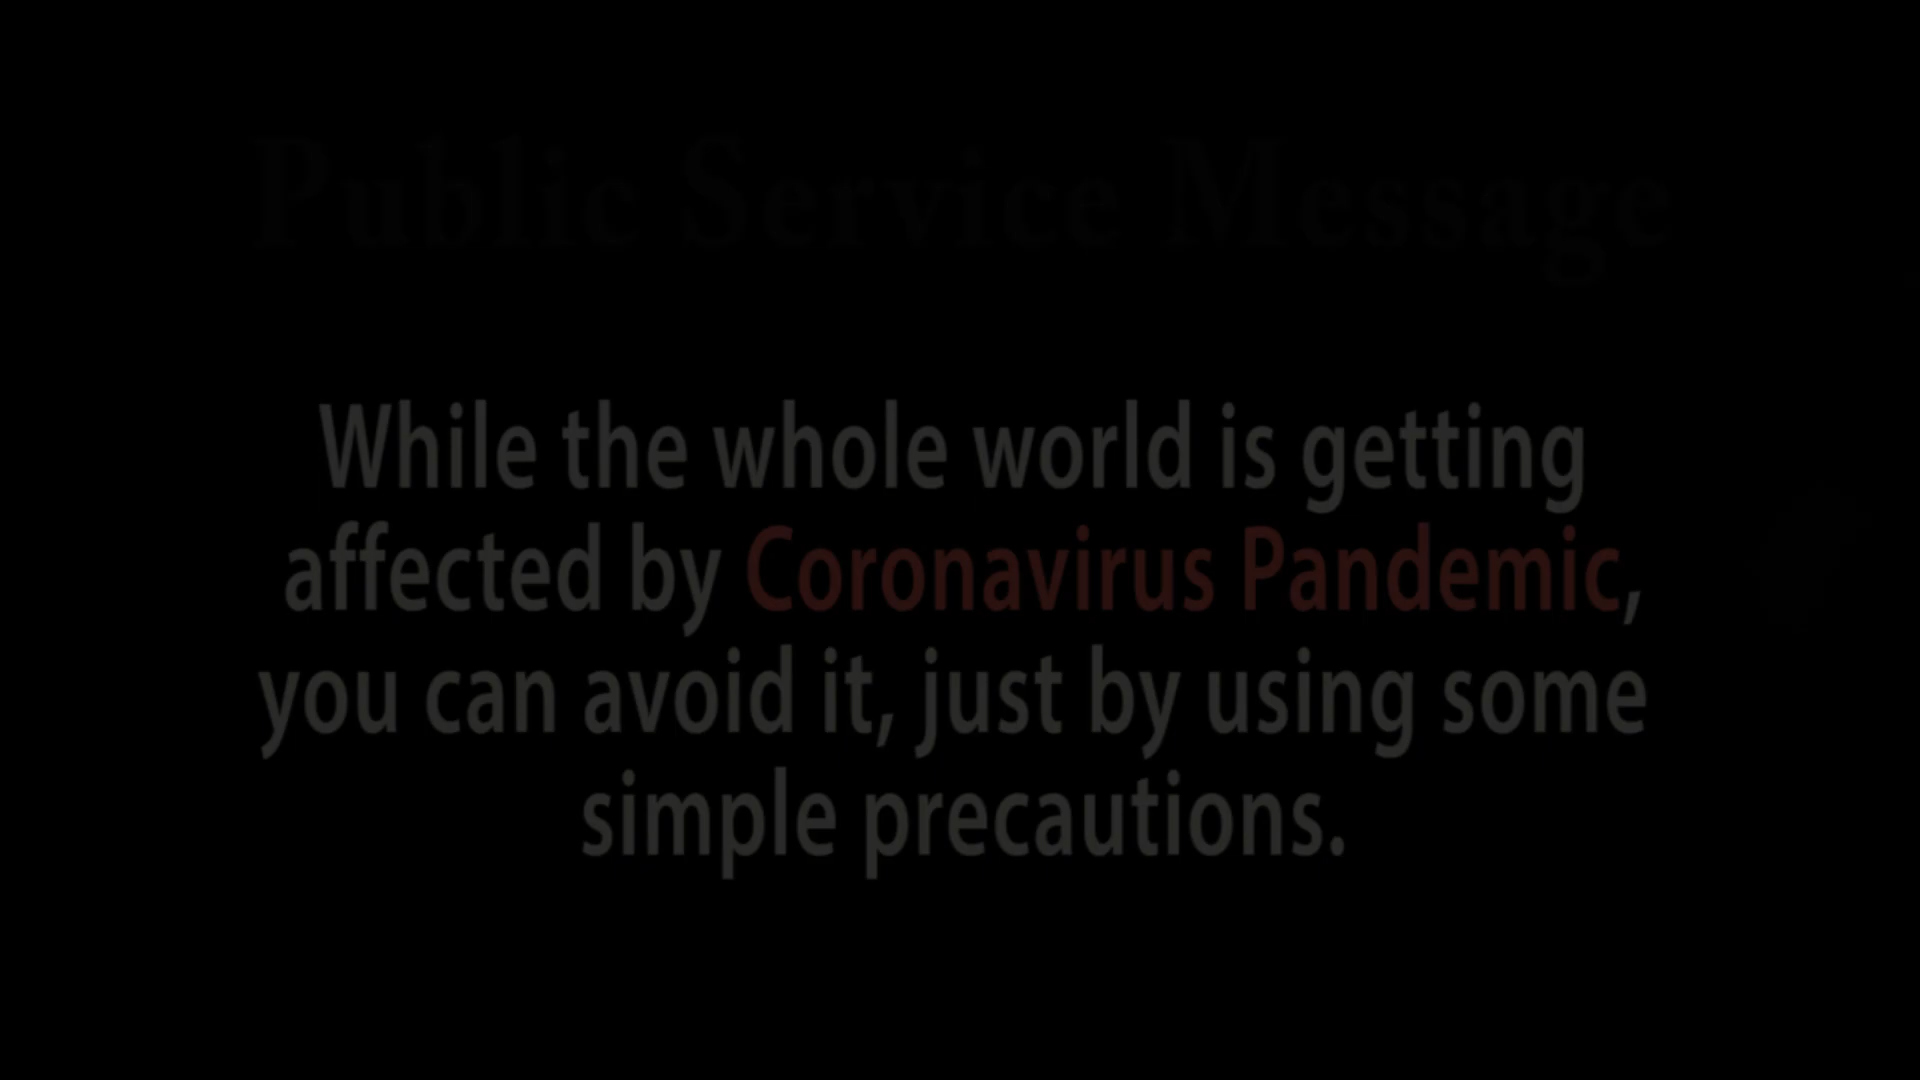 Public Service Message
While the whole world is getting
affected by Coronavirus Pandemic,
you can avoid it, just by using some
simple precautions.